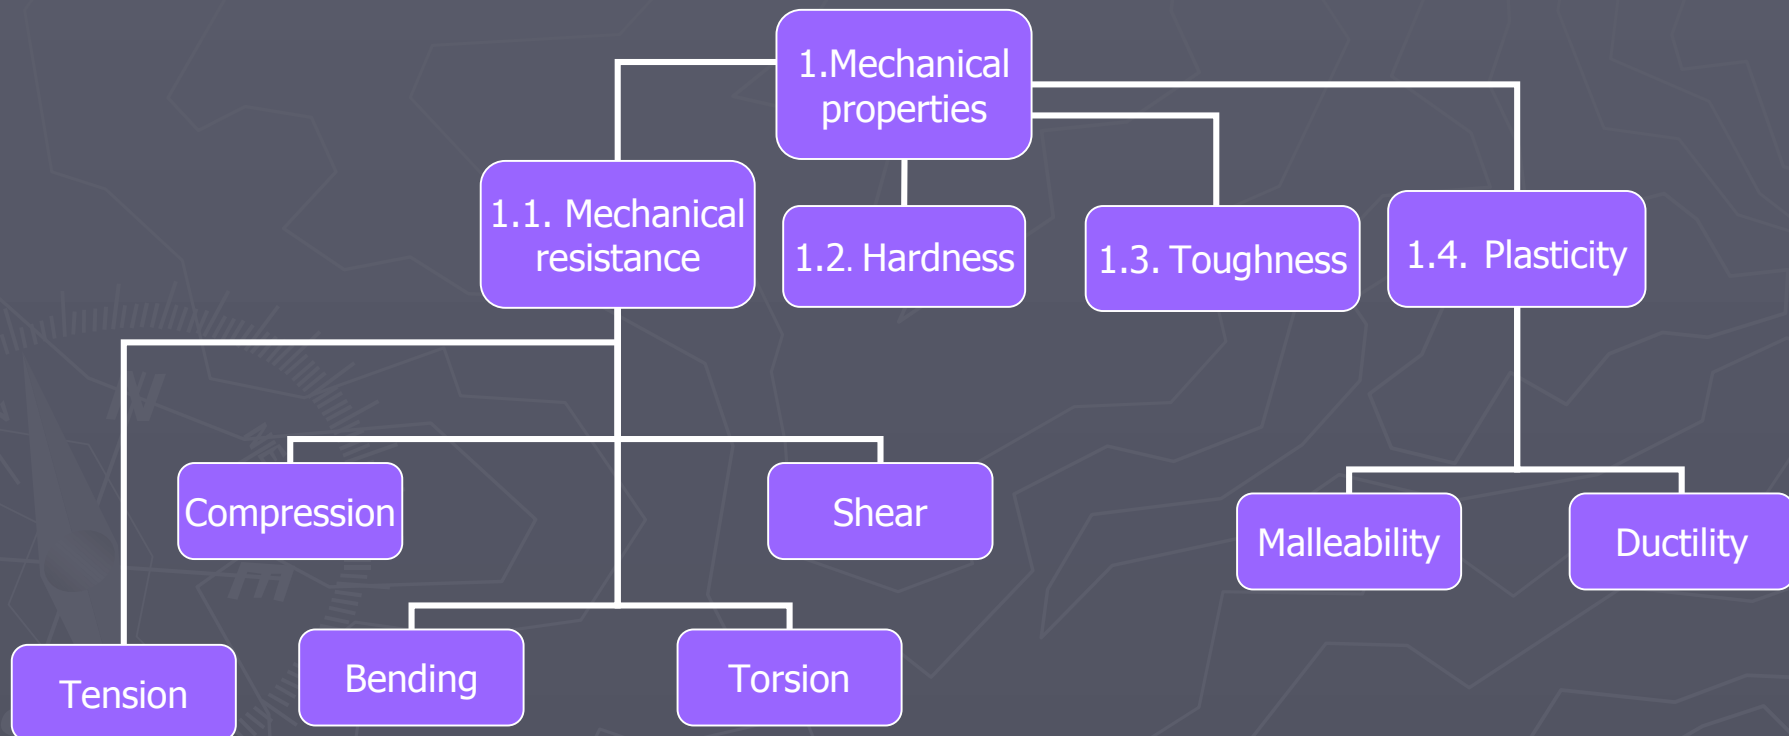 1.Mechanical
properties
1.1. Mechanical
resistance
1.2. Hardness
1.3. Toughness
1.4. Plasticity
Compression
Shear
Malleability
Ductility
Tension
Bending
Torsion
N
E